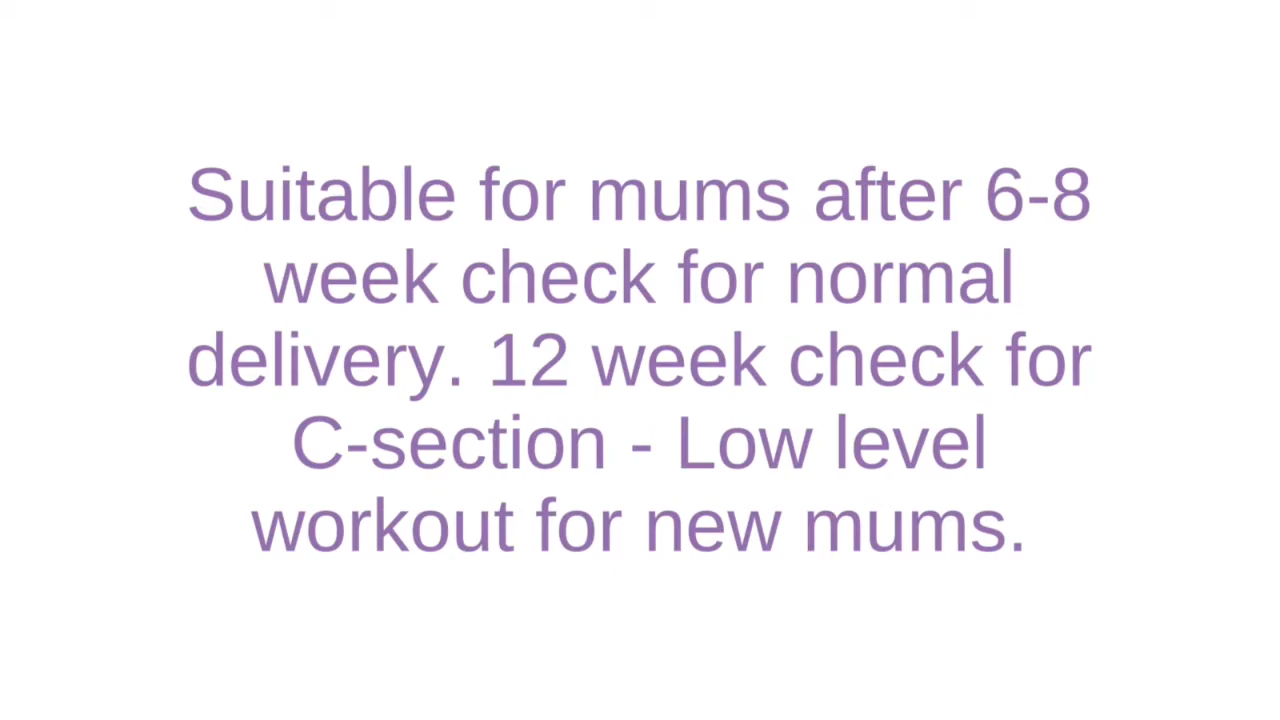 Suitable for mums after 6-8
week check for normal
delivery. 12 week check for
C-section - Low level
workout for new mums.